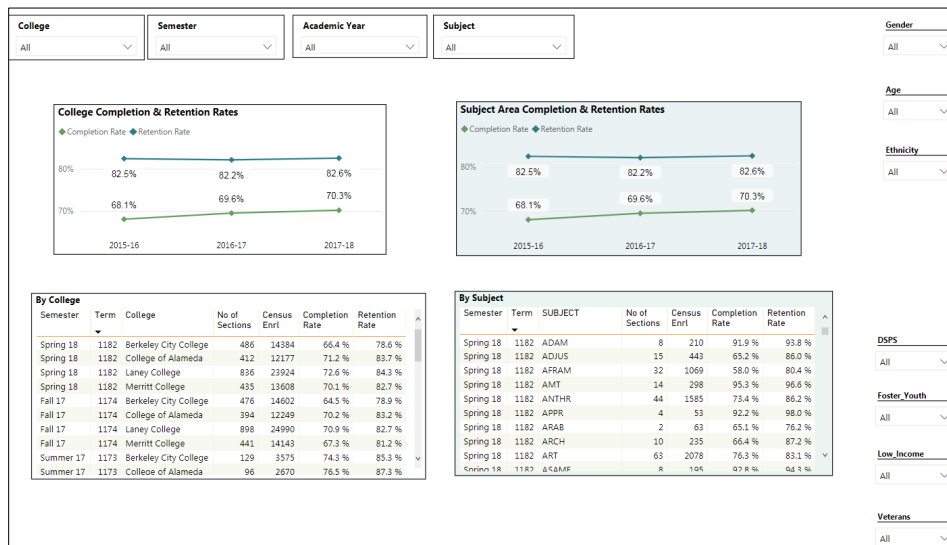 College
All
Semester
All
Academic Year
All
Subject
All
Gender
All
Age
All
Ethnicity
All
College Completion & Retention Rates
Completion Rate Retention Rate
80%
70%
82.5% 82.2% 82.6%
68.1% 69.6% 70.3%
2015-16 2016-17 2017-18
Subject Area Completion & Retention Rates
Completion Rate Retention Rate
80%
70%
82.5% 82.2% 82.6%
68.1% 69.6% 70.3%
2015-16 2016-17 2017-18
By College
Semester Term College No of Sections Census Enrl Completion Rate Retention Rate
Spring 18 1182 Berkeley City College 486 14384 66.4 % 78.6 %
Spring 18 1182 College of Alameda 412 12177 71.2 % 83.7 %
Spring 18 1182 Laney College 836 23924 72.6 % 84.3 %
Spring 18 1182 Merritt College 435 13608 70.1 % 82.7 %
Fall 17 1174 Berkeley City College 476 14602 64.5 % 78.9 %
Fall 17 1174 College of Alameda 394 12249 70.2 % 83.2 %
Fall 17 1174 Laney College 898 24990 70.9 % 82.7 %
Fall 17 1174 Merritt College 441 14143 67.3 % 81.2 %
Summer 17 1173 Berkeley City College 129 3575 74.3 % 85.3 %
Summer 17 1173 College of Alameda 96 2670 76.5 % 87.3 %
By Subject
Semester Term SUBJECT No of Sections Census Enrl Completion Rate Retention Rate
Spring 18 1182 ADAM 8 210 91.9 % 93.8 %
Spring 18 1182 ADJUS 15 443 65.2 % 86.0 %
Spring 18 1182 AFRAM 32 1069 58.0 % 80.4 %
Spring 18 1182 AMT 14 298 95.3 % 96.6 %
Spring 18 1182 ANTHR 44 1585 73.4 % 86.2 %
Spring 18 1182 APPR 4 53 92.2 % 98.0 %
Spring 18 1182 ARAB 2 63 65.1 % 76.2 %
Spring 18 1182 ARCH 10 235 66.4 % 87.2 %
Spring 18 1182 ART 63 2078 76.3 % 83.1 %
Spring 18 1182 ASAME 8 195 92.8 % 94.3 %
DSPS
All
Foster_Youth
All
Low_Income
All
Veterans
All